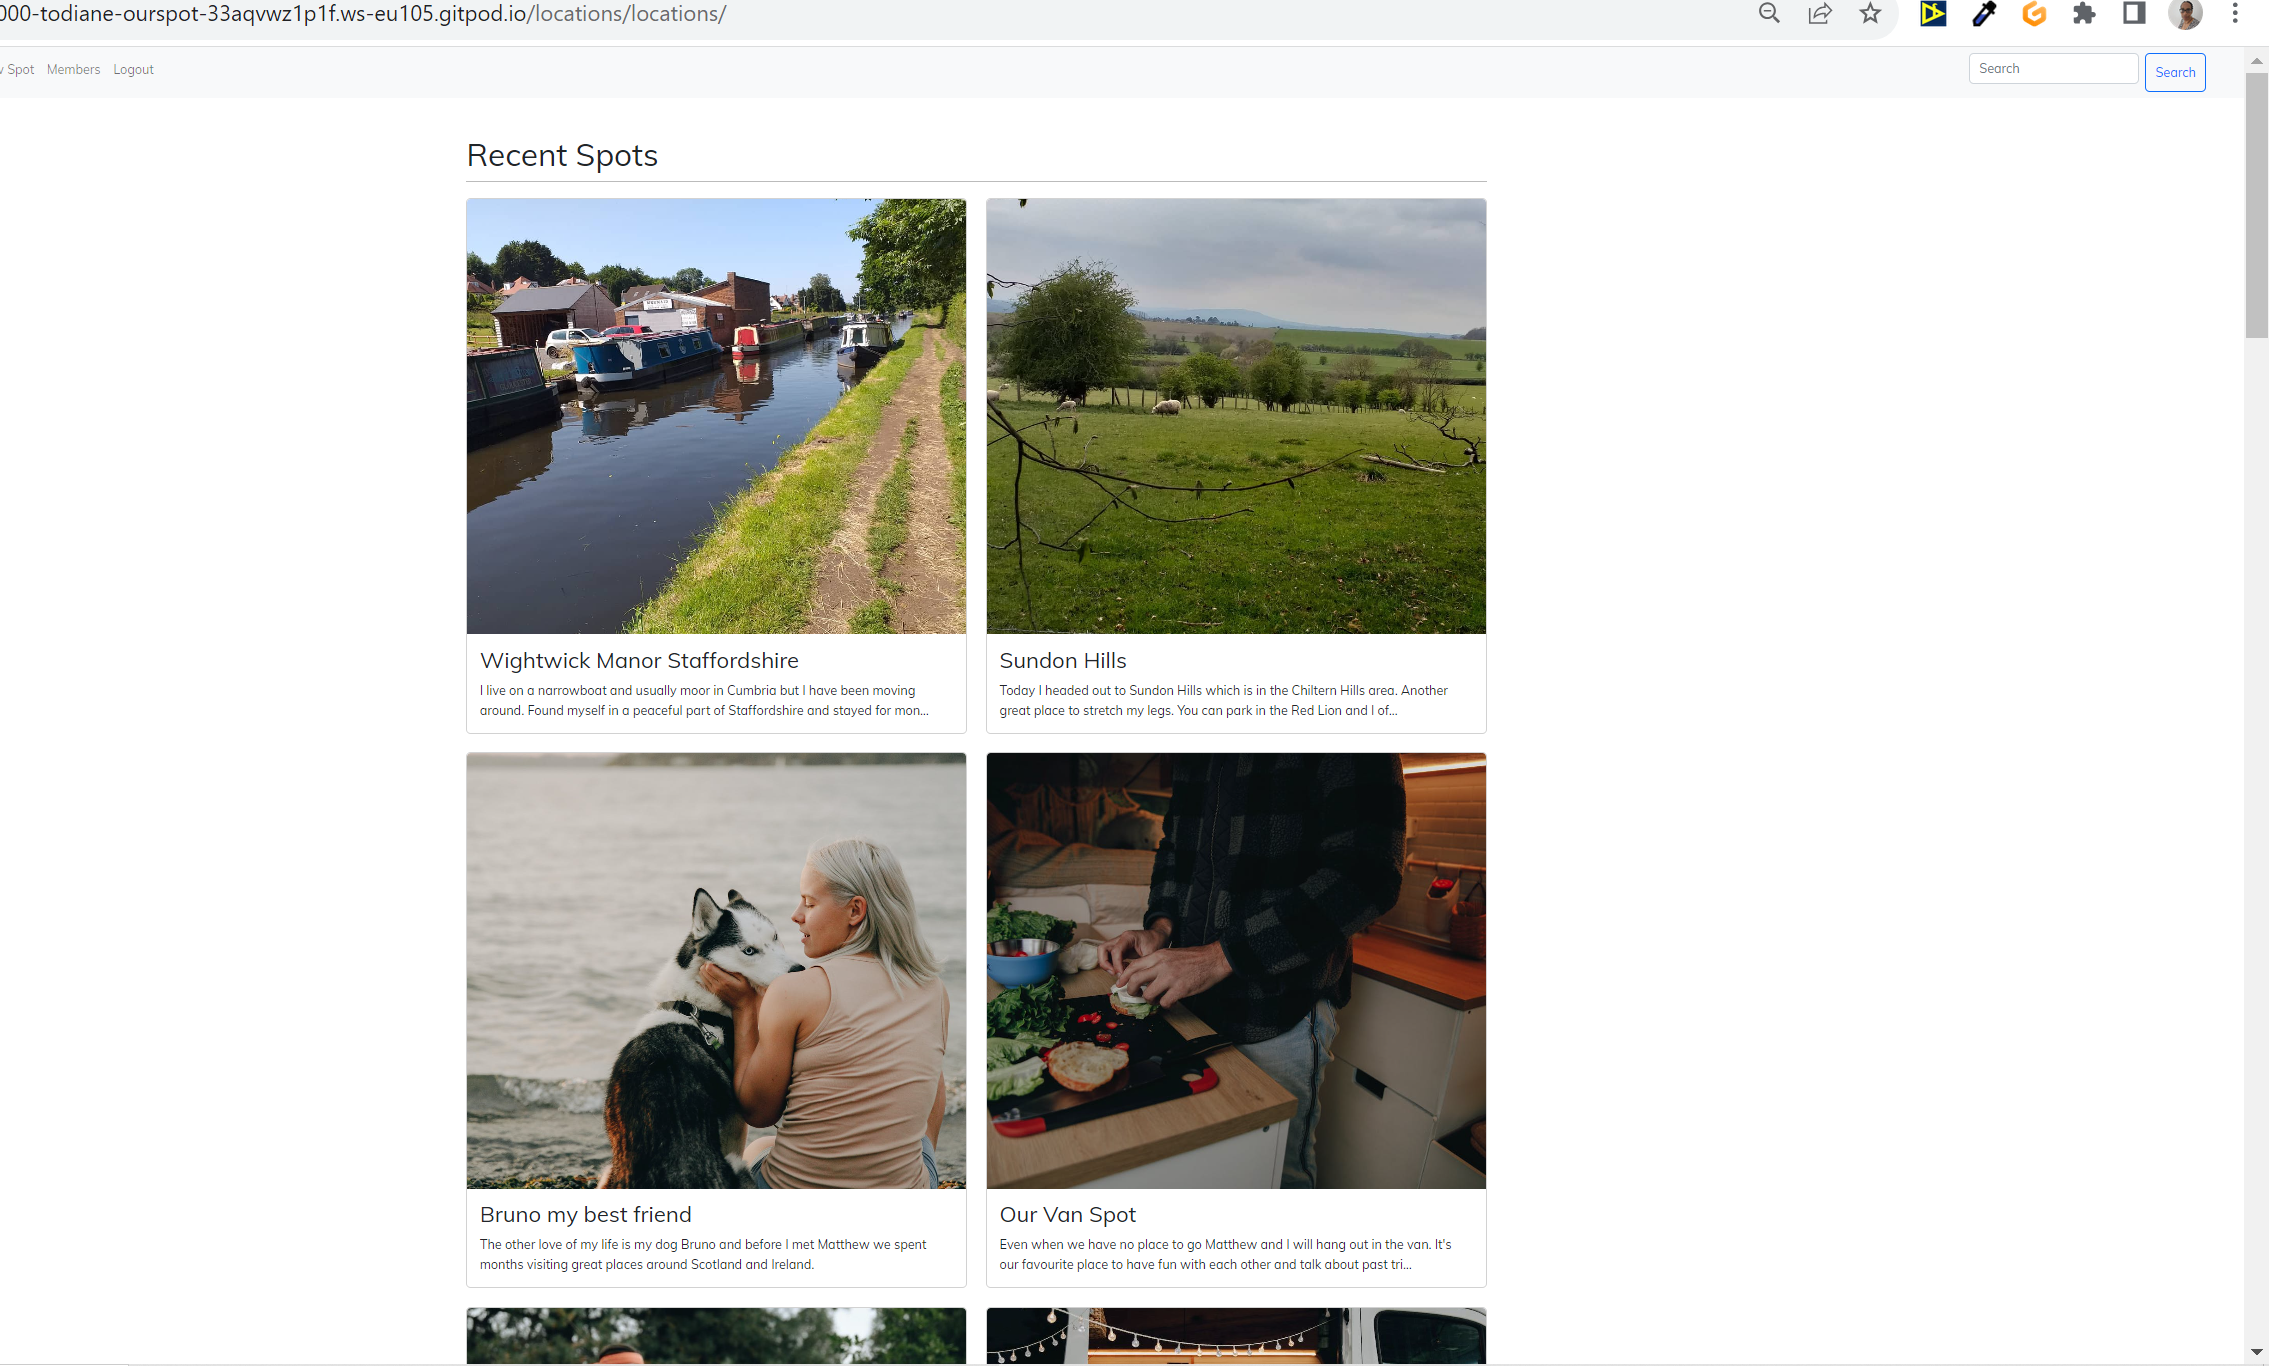 000-todiane-ourspot-33aqvwz1p1f.ws-eu105.gitpod.io/locations/locations/
Spot Members Logout Search Search
Recent Spots
Wightwick Manor Staffordshire
I live on a narrowboat and usually moor in Cumbria but I have been moving
around. Found myself in a peaceful part of Staffordshire and stayed for mon...
Sundon Hills
Today I headed out to Sundon Hills which is in the Chiltern Hills area. Another
great place to stretch my legs. You can park in the Red Lion and I of...
Bruno my best friend
The other love of my life is my dog Bruno and before I met Matthew we spent
months visiting great places around Scotland and Ireland.
Our Van Spot
Even when we have no place to go Matthew and I will hang out in the van. It's
our favourite place to have fun with each other and talk about past tri...